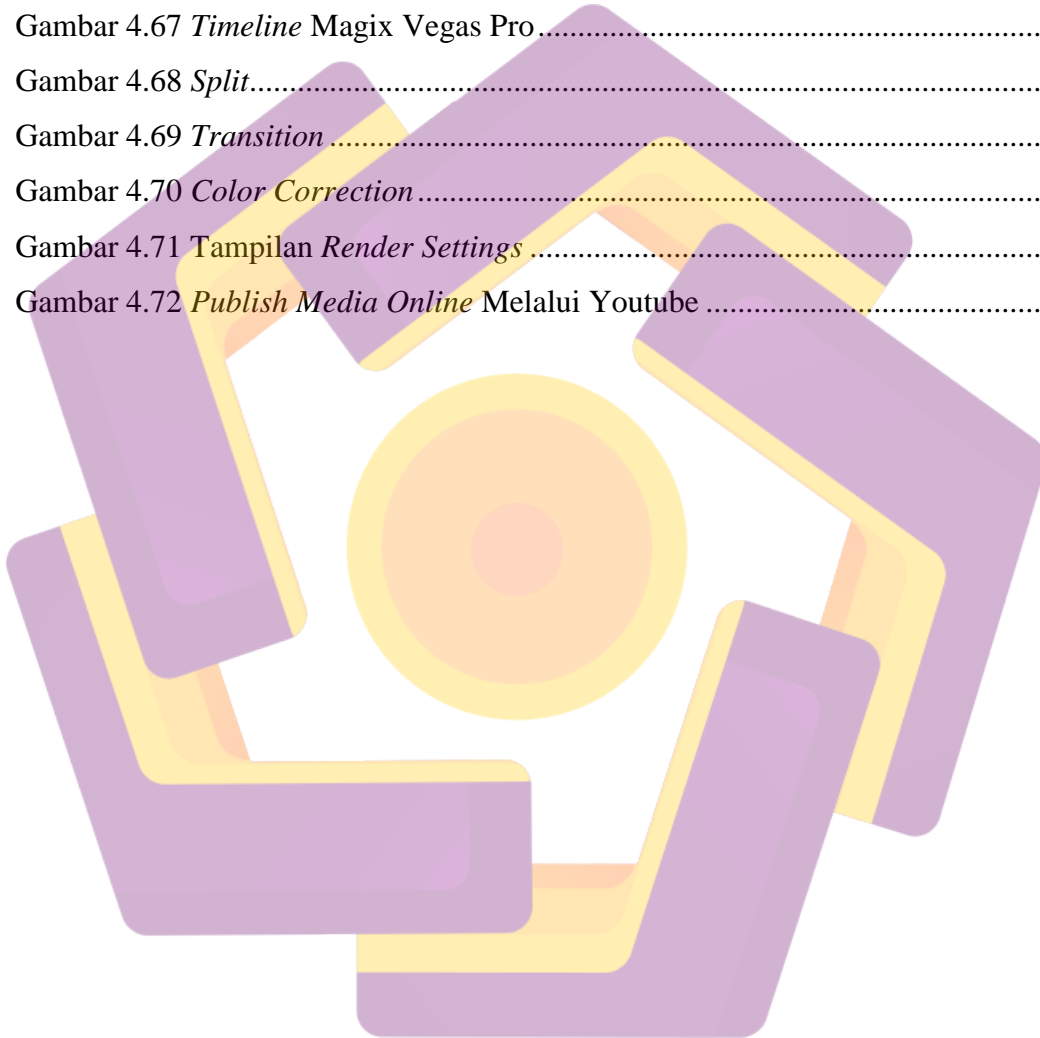 Gambar 4.67 Timeline Magix Vegas Pro................................................................
Gambar 4.68 Split....................................................................................................
Gambar 4.69 Transition ..........................................................................................
Gambar 4.70 Color Correction ...............................................................................
Gambar 4.71 Tampilan Render Settings .................................................................
Gambar 4.72 Publish Media Online Melalui Youtube ...........................................